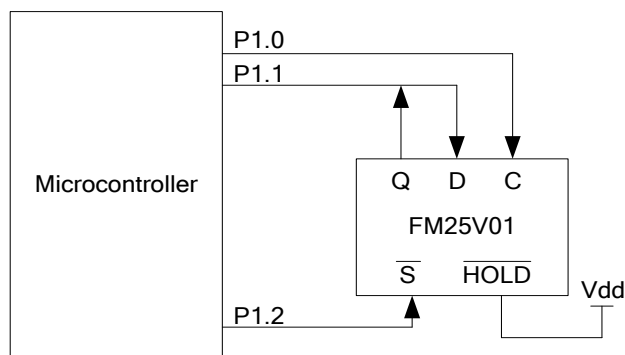 P1.0
P1.1
Microcontroller
Q D C
FM25V01
S HOLD
Vdd
P1.2